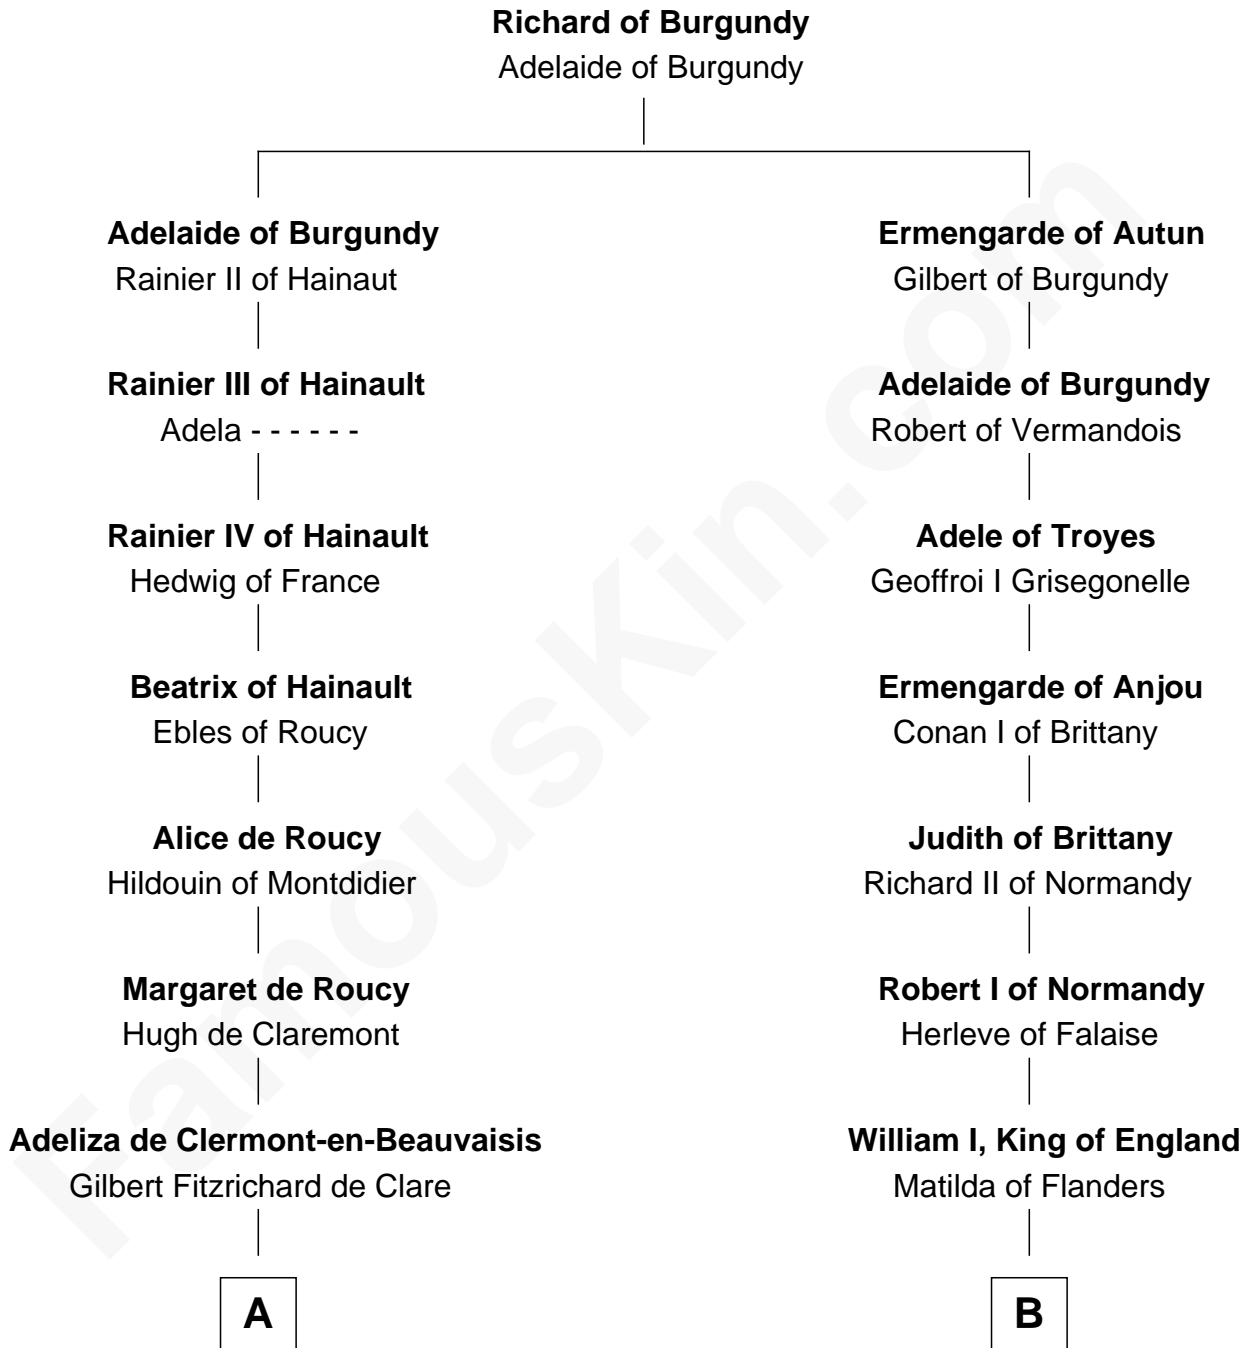 Richard of Burgundy
Adelaide of Burgundy
Adelaide of Burgundy
Rainier II of Hainaut
Rainier III of Hainault
Adela - - - - - -
Rainier IV of Hainault
Hedwig of France
Beatrix of Hainault
Ebles of Roucy
Alice de Roucy
Hildouin of Montdidier
Margaret de Roucy
Hugh de Claremont
Adeliza de Clermont-en-Beauvaisis
Gilbert Fitzrichard de Clare
A
Ermengarde of Autun
Gilbert of Burgundy
Adelaide of Burgundy
Robert of Vermandois
Adele of Troyes
Geoffroi I Grisegonelle
Ermengarde of Anjou
Conan I of Brittany
Judith of Brittany
Richard II of Normandy
Robert I of Normandy
Herleve of Falaise
William I, King of England
Matilda of Flanders
B
FamousKin.com